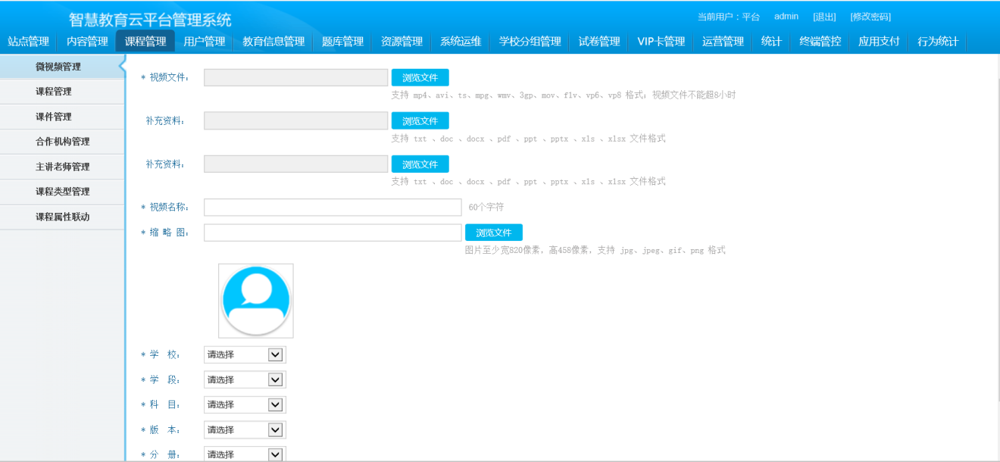 智慧教育云平台管理系统
当前用户：平台 admin [退出] [修改密码]
站点管理 内容管理 课程管理 用户管理 教育信息管理 题库管理 资源管理 系统运维 学校分组管理 试卷管理 VIP卡管理 运营管理 统计 终端管控 应用支付 行为统计
微视频管理
课程管理
课件管理
合作机构管理
主讲老师管理
课程类型管理
课程属性联动
* 视频文件： 浏览文件
支持 mp4、avi、ts、mpg、wmv、3gp、mov、flv、vp6、vp8 格式；视频文件不能超8小时
补充资料： 浏览文件
支持 txt 、doc 、docx 、pdf 、ppt 、pptx 、xls 、xlsx 文件格式
补充资料： 浏览文件
支持 txt 、doc 、docx 、pdf 、ppt 、pptx 、xls 、xlsx 文件格式
* 视频名称： 60个字符
* 缩 略 图： 浏览文件
图片至少宽820像素，高458像素，支持 jpg、jpeg、gif、png 格式
* 学 校： 请选择
* 学 段： 请选择
* 科 目： 请选择
* 版 本： 请选择
* 分 册： 请选择